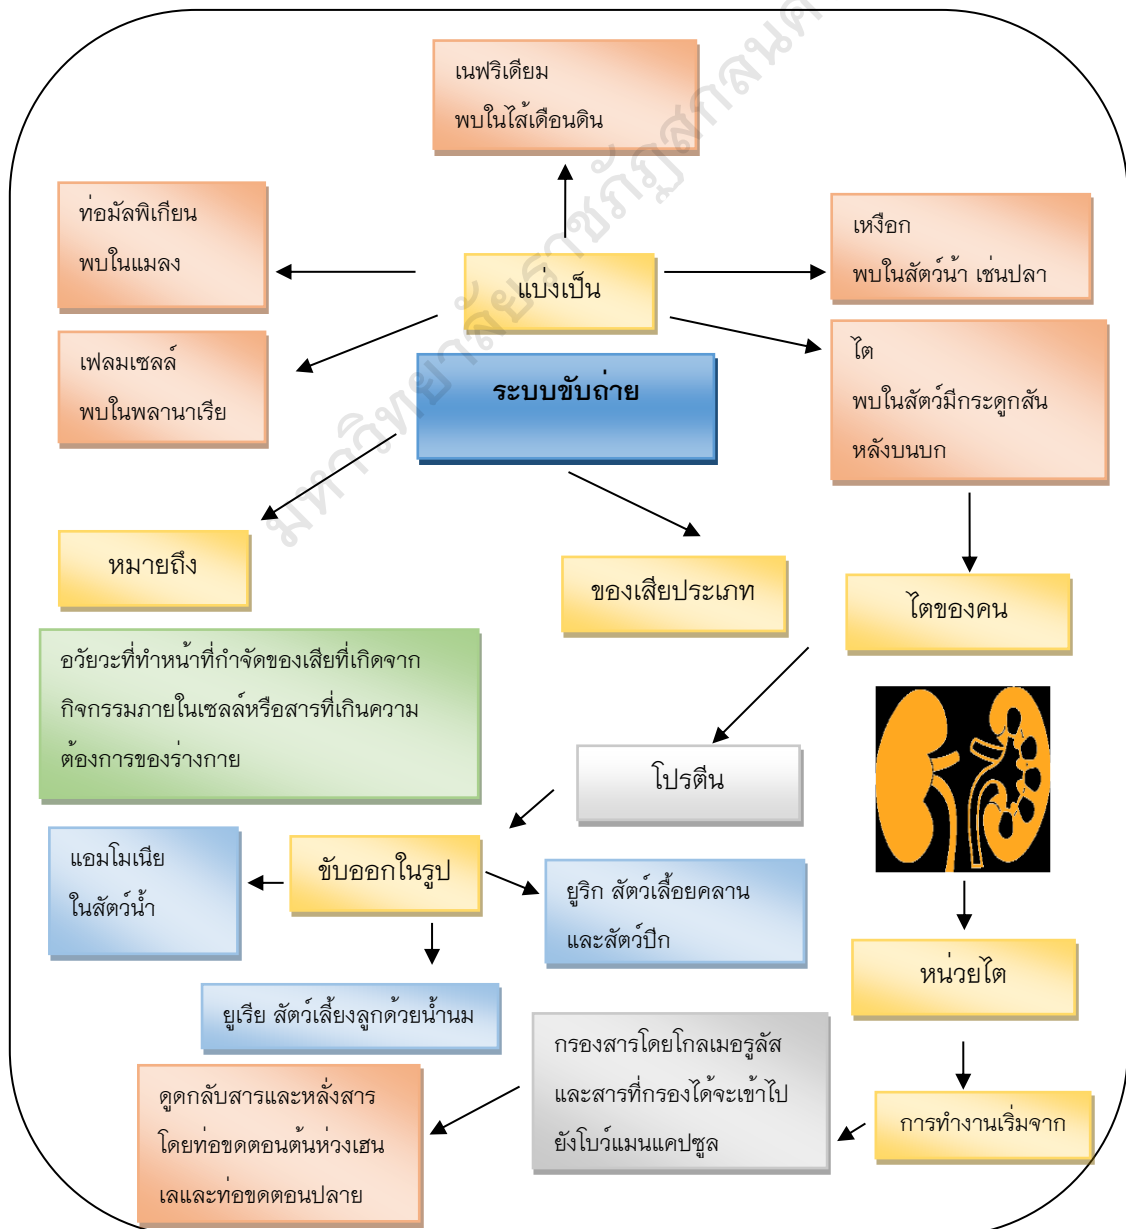 เนฟริเดียม
พบในไส้เดือนดิน
ท่อมัลพิเกียน
พบในแมลง
เหงือก
พบในสัตว์น้ำ เช่นปลา
แบ่งเป็น
เฟลมเซลล์
พบในพลานาเรีย
ไต
พบในสัตว์มีกระดูกสัน
หลังบนบก
ระบบขับถ่าย
หมายถึง
ของเสียประเภท
ไตของคน
อวัยวะที่ทำหน้าที่กำจัดของเสียที่เกิดจาก
กิจกรรมภายในเซลล์หรือสารที่เกินความ
ต้องการของร่างกาย
โปรตีน
แอมโมเนีย
ในสัตว์น้ำ
ขับออกในรูป
ยูริก สัตว์เลื้อยคลาน
และสัตว์ปีก
หน่วยไต
ยูเรีย สัตว์เลี้ยงลูกด้วยน้ำนม
กรองสารโดยโกลเมอรูลัส
และสารที่กรองได้จะเข้าไป
ยังโบว์แมนแคปซูล
การทำงานเริ่มจาก
ดูดกลับสารและหลั่งสาร
โดยท่อขดตอนต้นห่วงเฮน
เลและท่อขดตอนปลาย
มหาวิทยาลัยราชภัฏสกลนค